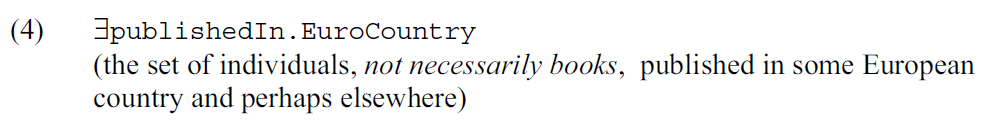 (4) ∃publishedIn.EuroCountry
(the set of individuals, not necessarily books, published in some European
country and perhaps elsewhere)